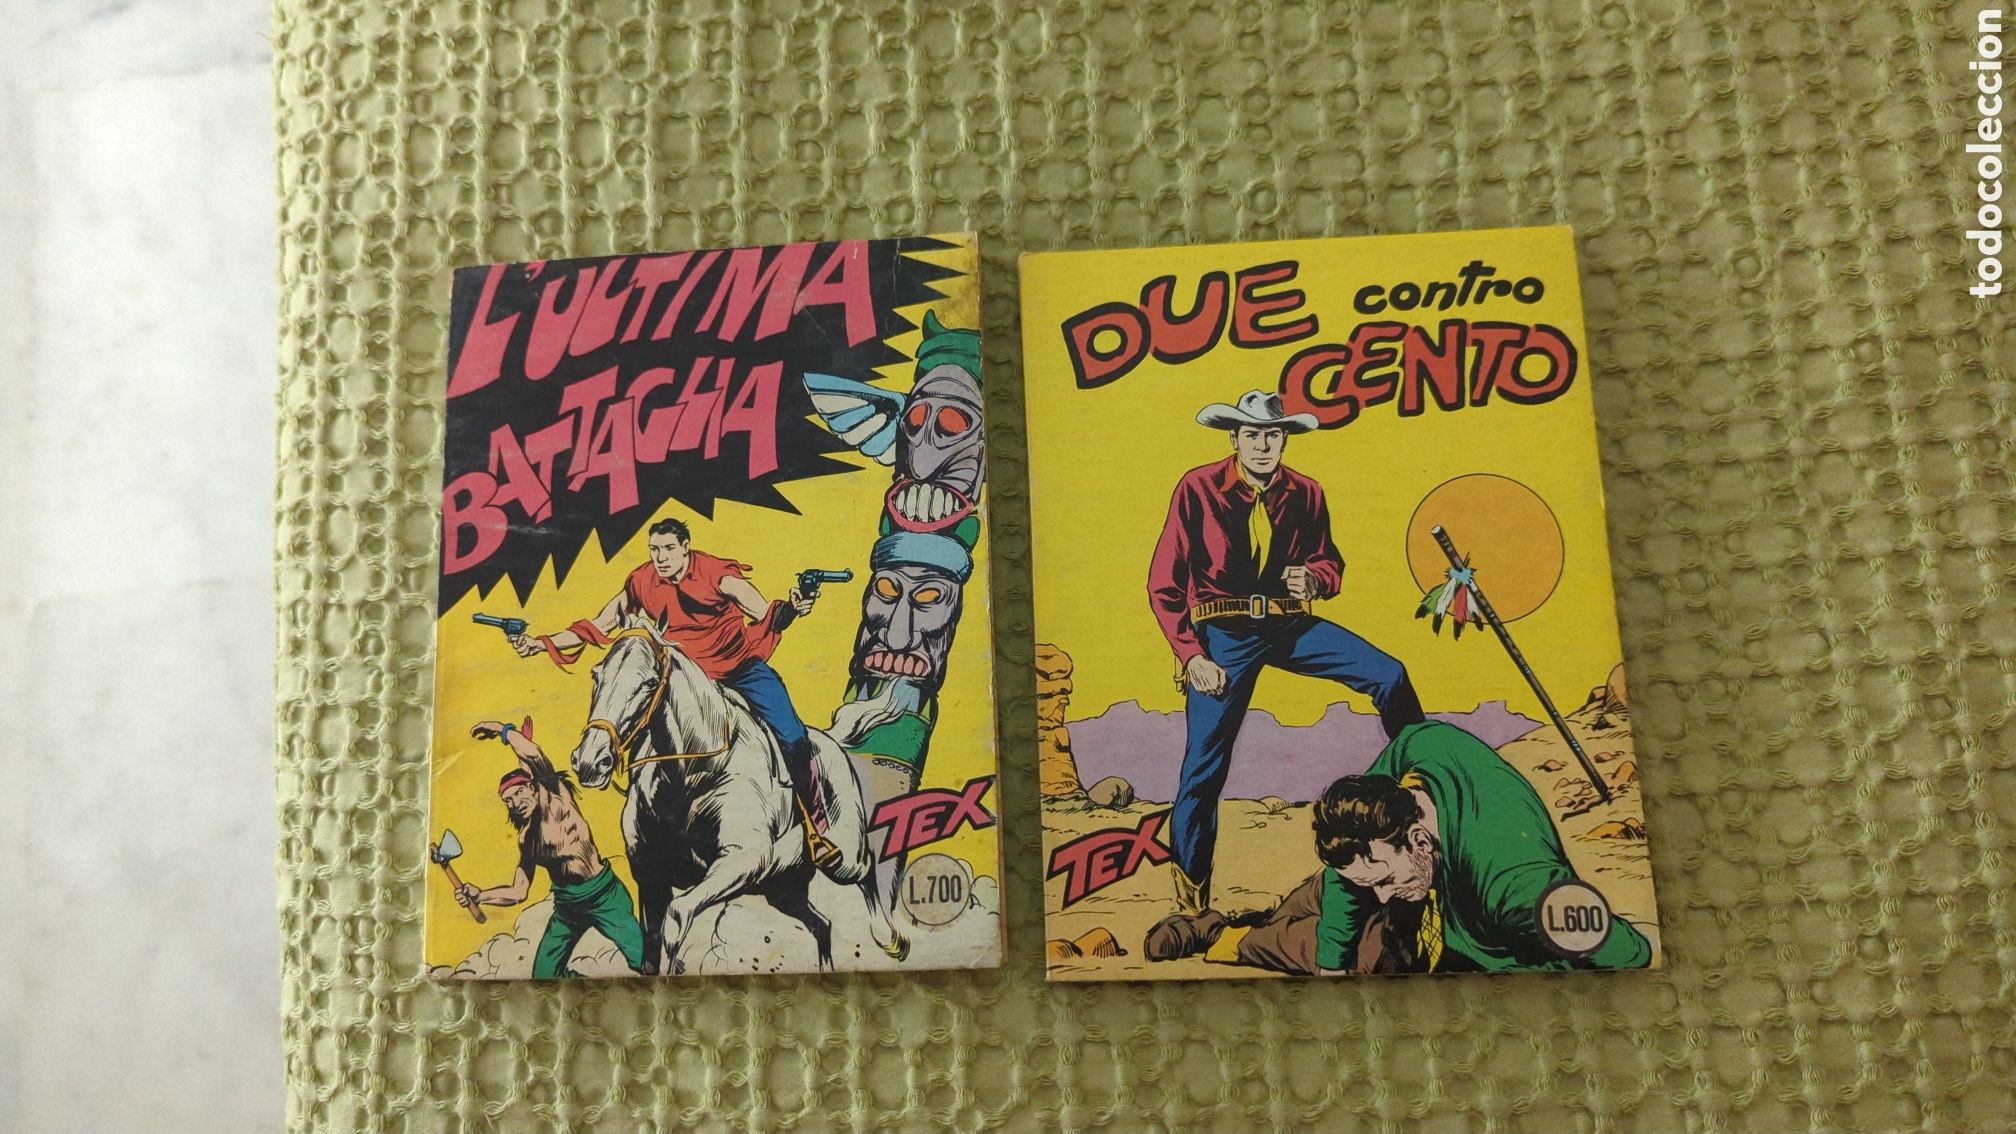 L'ULTIMA
BATTAGLIA
TEX
L.700
DUE contro
CENTO
TEX
L.600
todocoleccion